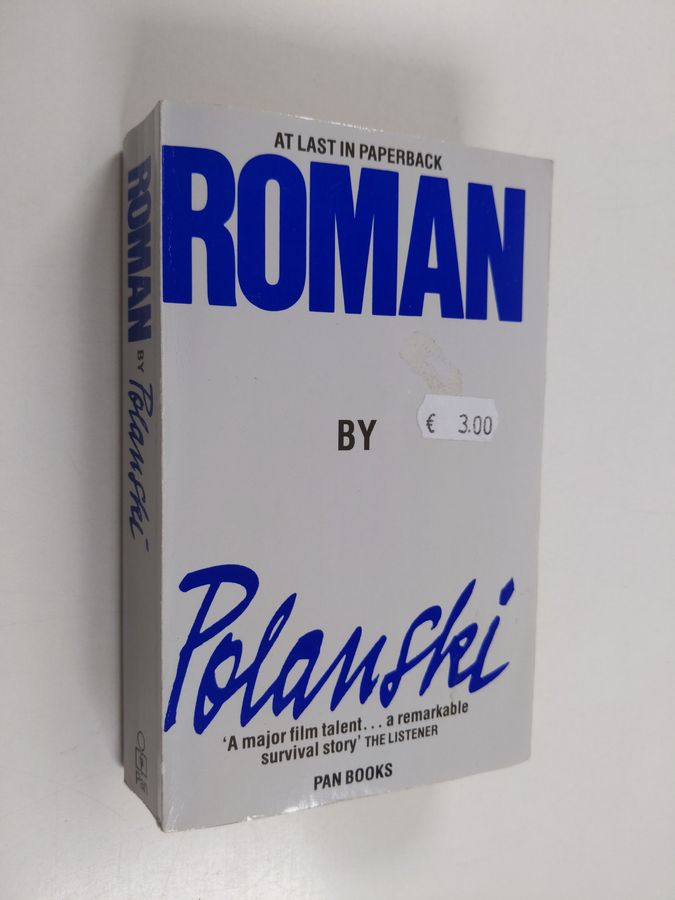 AT LAST IN PAPERBACK
ROMAN
BY
€ 3.00
Polanski
'A major film talent... a remarkable
survival story' THE LISTENER
PAN BOOKS
ROMAN BY Polanski